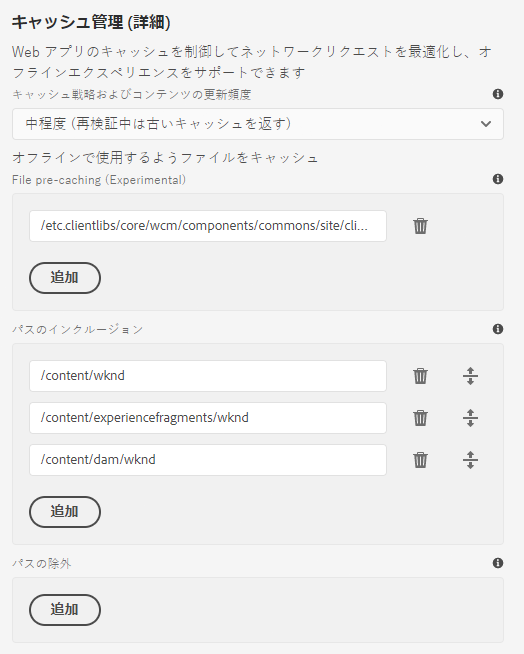 キャッシュ管理 (詳細)
Web アプリのキャッシュを制御してネットワークリクエストを最適化し、オ
フラインエクスペリエンスをサポートできます
キャッシュ戦略およびコンテンツの更新頻度
中程度 (再検証中は古いキャッシュを返す)
オフラインで使用するようファイルをキャッシュ
File pre-caching (Experimental)
/etc.clientlibs/core/wcm/components/commons/site/cli...
追加
パスのインクルージョン
/content/wknd
/content/experiencefragments/wknd
/content/dam/wknd
追加
パスの除外
追加